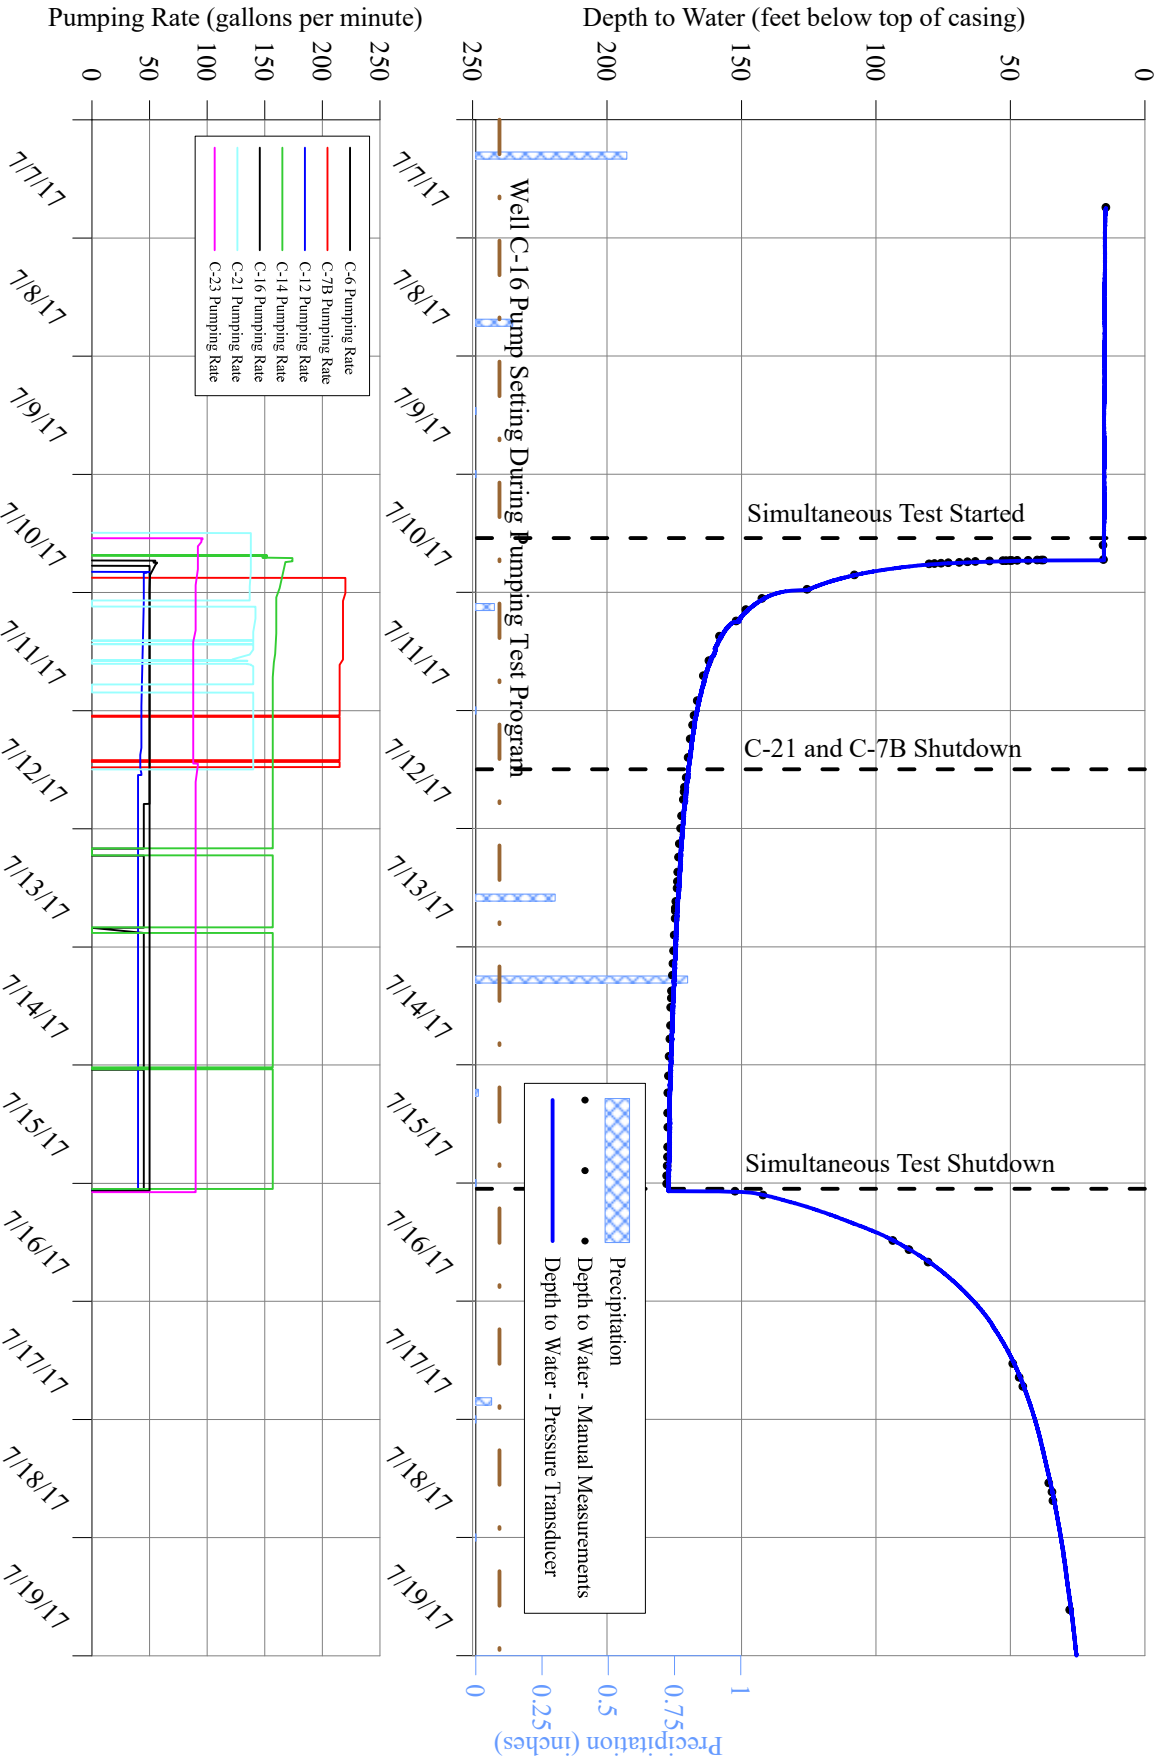 Depth to Water (feet below top of casing)
0
50
100
150
200
250
Simultaneous Test Started
C-21 and C-7B Shutdown
Simultaneous Test Shutdown
Well C-16 Pump Setting During Pumping Test Program
Precipitation
Depth to Water - Manual Measurements
Depth to Water - Pressure Transducer
1
0.75
0.5
0.25
0
Precipitation (inches)
7/7/17
7/8/17
7/9/17
7/10/17
7/11/17
7/12/17
7/13/17
7/14/17
7/15/17
7/16/17
7/17/17
7/18/17
7/19/17
Pumping Rate (gallons per minute)
250
200
150
100
50
0
C-6 Pumping Rate
C-7B Pumping Rate
C-12 Pumping Rate
C-14 Pumping Rate
C-16 Pumping Rate
C-21 Pumping Rate
C-23 Pumping Rate
7/7/17
7/8/17
7/9/17
7/10/17
7/11/17
7/12/17
7/13/17
7/14/17
7/15/17
7/16/17
7/17/17
7/18/17
7/19/17